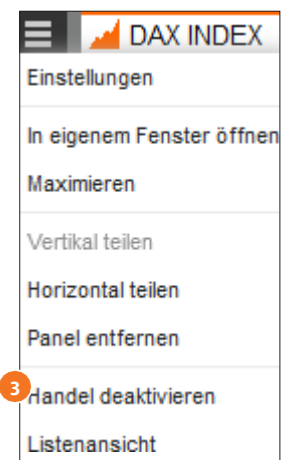 DAX INDEX
Einstellungen
In eigenem Fenster öffnen
Maximieren
Vertikal teilen
Horizontal teilen
Panel entfernen
3
Handel deaktivieren
Listenansicht